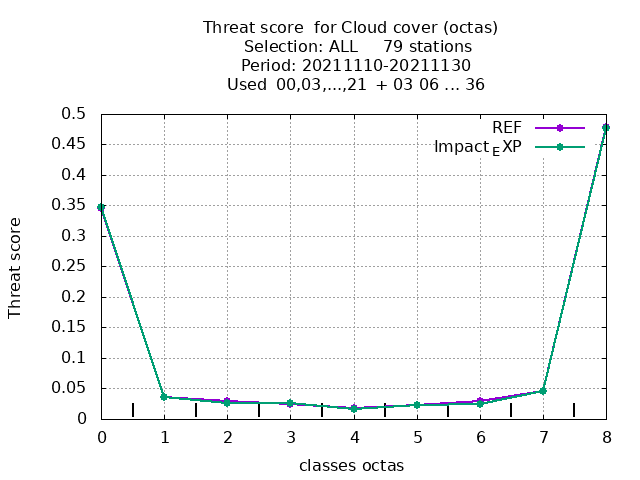 Threat score  for Cloud cover (octas)
Selection: ALL     79 stations
Period: 20211110-20211130
Used  00,03,...,21  + 03 06 ... 36
REF
Impact_EXP
0.5
0.45
0.4
0.35
0.3
0.25
0.2
0.15
0.1
0.05
0
Threat score
0 1 2 3 4 5 6 7 8
classes octas